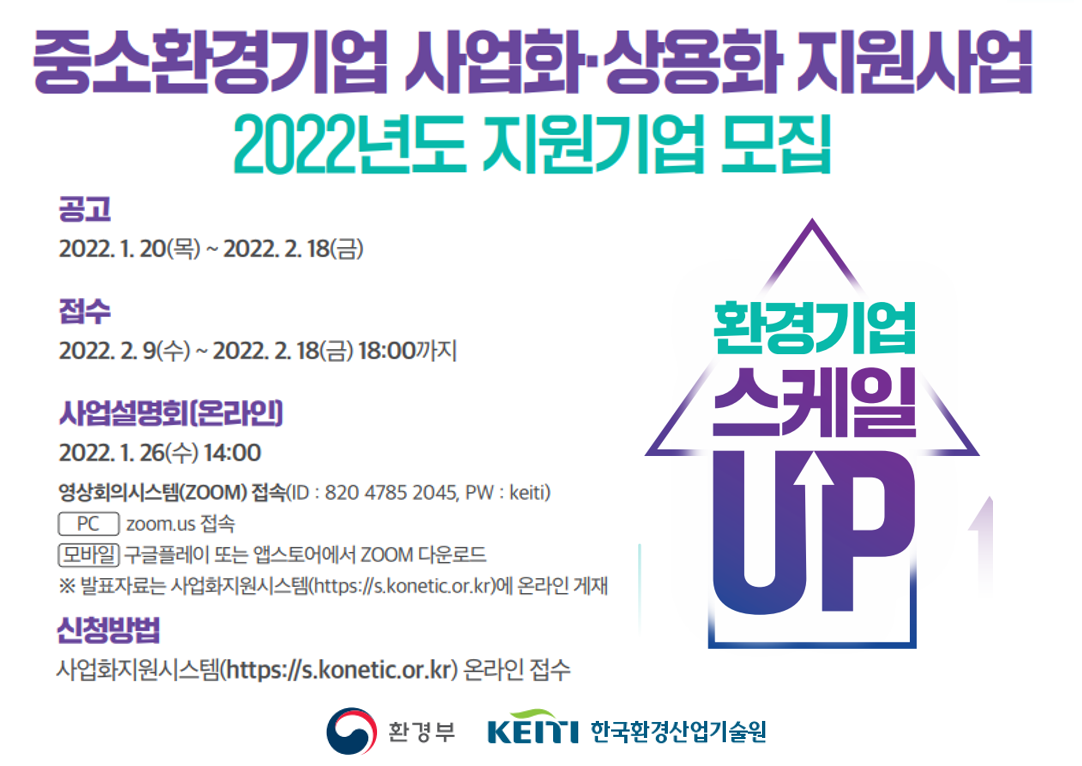 중소환경기업 사업화·상용화 지원사업
2022년도 지원기업 모집
공고
2022. 1. 20(목) ~ 2022. 2. 18(금)
접수
2022. 2. 9(수) ~ 2022. 2. 18(금) 18:00까지
사업설명회(온라인)
2022. 1. 26(수) 14:00
영상회의시스템(ZOOM) 접속(ID : 820 4785 2045, PW : keiti)
PC zoom.us 접속
모바일 구글플레이 또는 앱스토어에서 ZOOM 다운로드
※ 발표자료는 사업화지원시스템(https://s.konetic.or.kr)에 온라인 게재
신청방법
사업화지원시스템(https://s.konetic.or.kr) 온라인 접수
환경기업
스케일
UP
환경부 KEITI 한국환경산업기술원